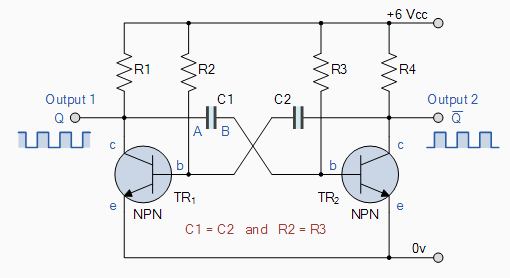 +6 Vcc
R1
R2
R3
R4
Output 1
C1
C2
Output 2
Q
A
B
Q̅
c
c
b
b
TR₁
TR₂
e
NPN
NPN
e
C1 = C2 and R2 = R3
0v